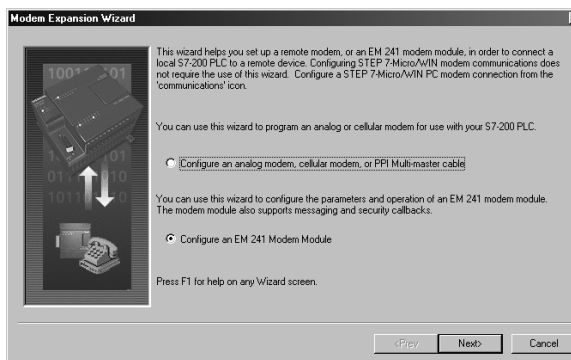 Modem Expansion Wizard
This wizard helps you set up a remote modem, or an EM 241 modem module, in order to connect a
local S7-200 PLC to a remote device. Configuring STEP 7-Micro/WIN modem communications does
not require the use of this wizard. Configure a STEP 7-Micro/WIN PC modem connection from the
'communications' icon.
You can use this wizard to program an analog or cellular modem for use with your S7-200 PLC.
Configure an analog modem, cellular modem, or PPI Multi-master cable
You can use this wizard to configure the parameters and operation of an EM 241 modem module.
The modem module also supports messaging and security callbacks.
Configure an EM 241 Modem Module
Press F1 for help on any Wizard screen.
<Prev
Next>
Cancel